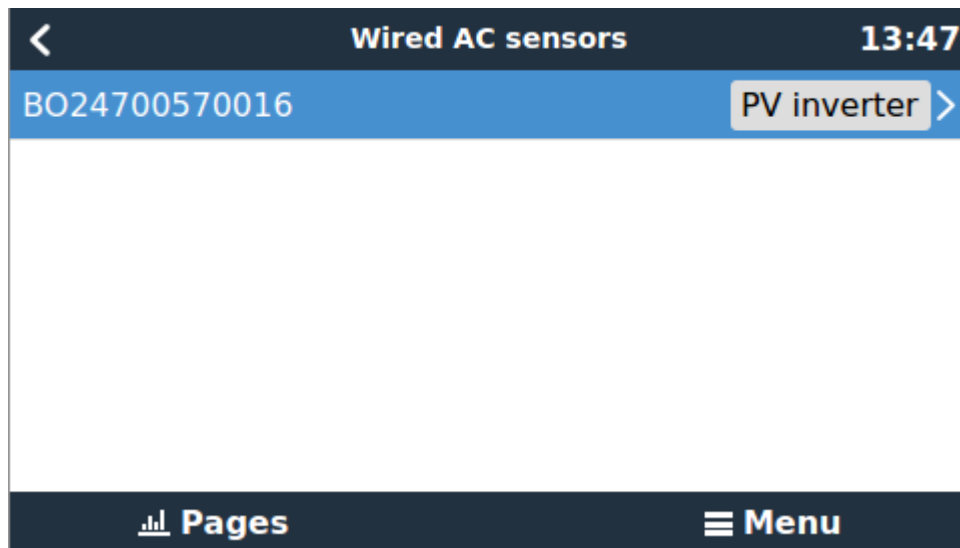 Wired AC sensors 13:47
BO24700570016 PV inverter
Pages Menu